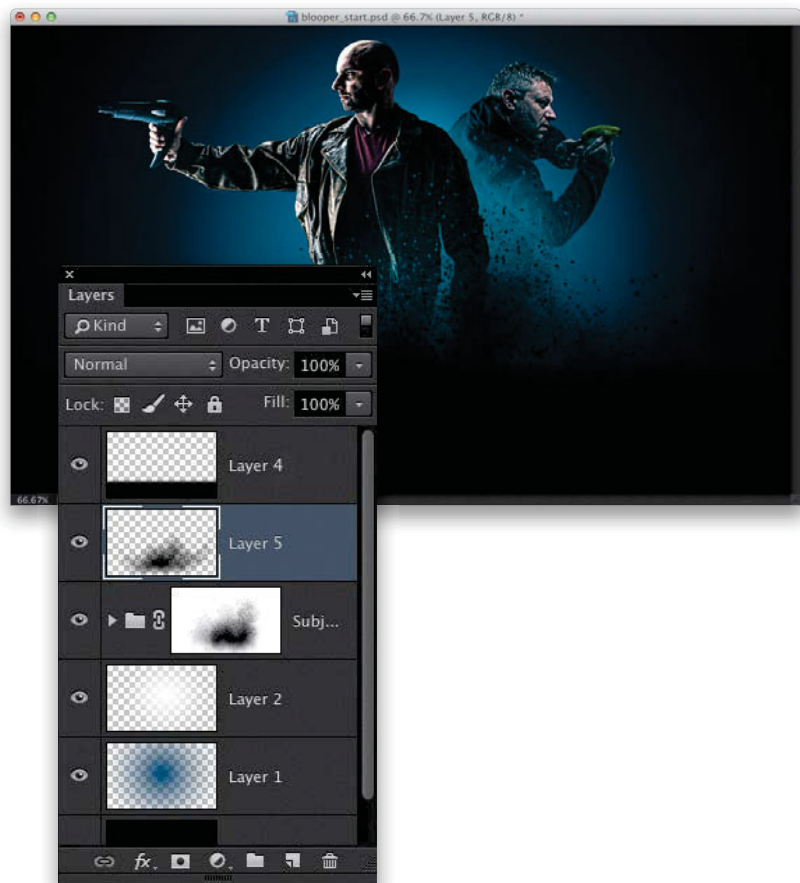 blooper_start.psd @ 66.7% (Layer 5, RGB/8) *
Layers
Kind
T
Normal Opacity: 100%
Lock: Fill: 100%
Layer 4
66.67%
Layer 5
Subj...
Layer 2
Layer 1
fx